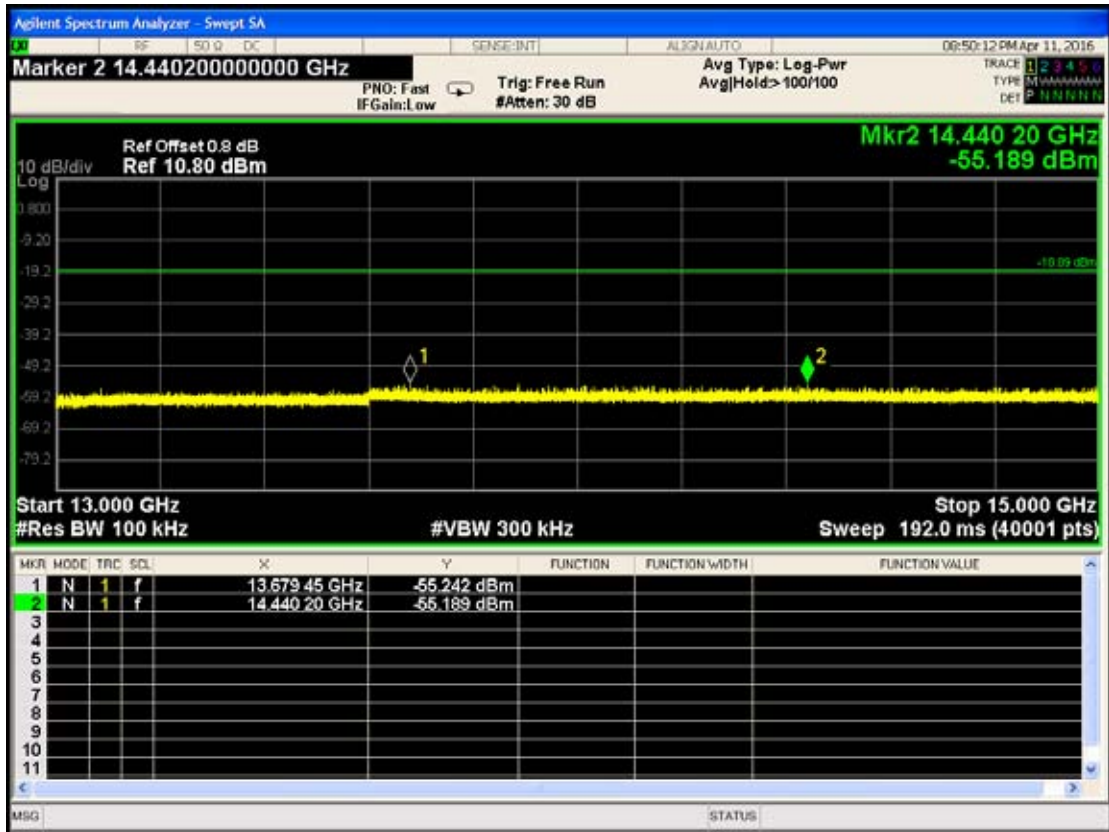 Agilent Spectrum Analyzer - Swept SA
RF 50 Ω DC SENSE:INT ALIGN AUTO 08:50:12 PM Apr 11, 2016
Marker 2 14.440200000000 GHz
PNO: Fast
IFGain:Low
Trig: Free Run
#Atten: 30 dB
Avg Type: Log-Pwr
Avg|Hold:>100/100
TRACE 1 2 3 4 5 6
TYPE M
DET P N N N N N
Ref Offset 0.8 dB
10 dB/div Ref 10.80 dBm
Mkr2 14.440 20 GHz
-55.189 dBm
Log
0.800
-9.20
-19.2
-29.2
-39.2
-49.2
-59.2
-69.2
-79.2
1
2
Start 13.000 GHz Stop 15.000 GHz
#Res BW 100 kHz #VBW 300 kHz Sweep 192.0 ms (40001 pts)
MKR MODE TRC SCL X Y FUNCTION FUNCTION WIDTH FUNCTION VALUE
1 N 1 f 13.679 45 GHz -55.242 dBm
2 N 1 f 14.440 20 GHz -55.189 dBm
3
4
5
6
7
8
9
10
11
MSG STATUS